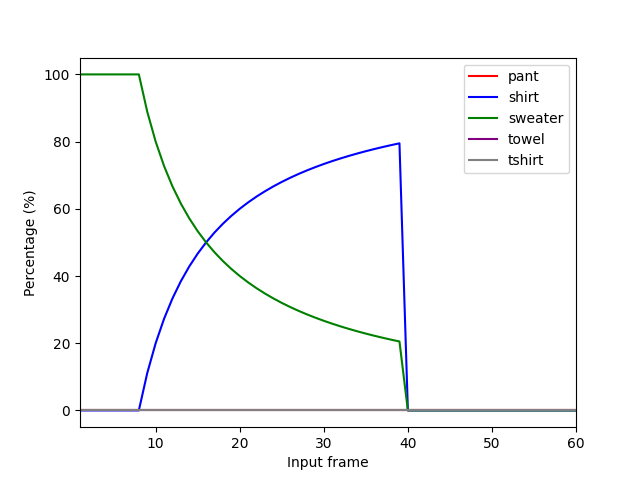 100
80
60
40
20
0
Percentage (%)
10 20 30 40 50 60
Input frame
pant
shirt
sweater
towel
tshirt